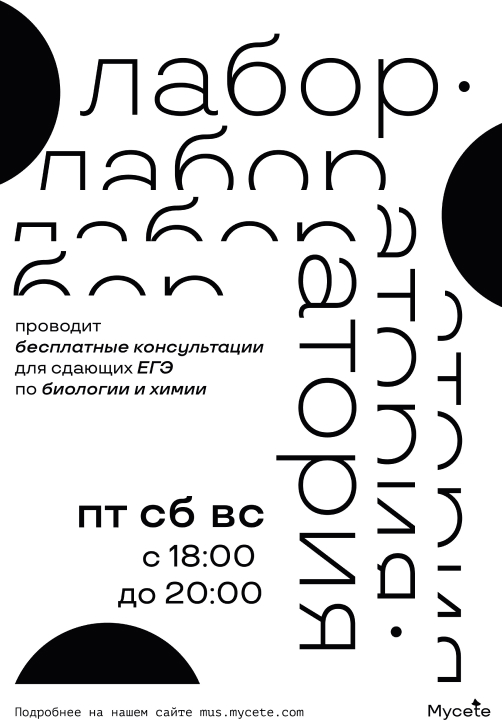 лабор.
лабор
лабор
бор
атория
атория.
атория
проводит
бесплатные консультации
для сдающих ЕГЭ
по биологии и химии
пт сб вс
с 18:00
до 20:00
Подробнее на нашем сайте mus.mycete.com
Mycete